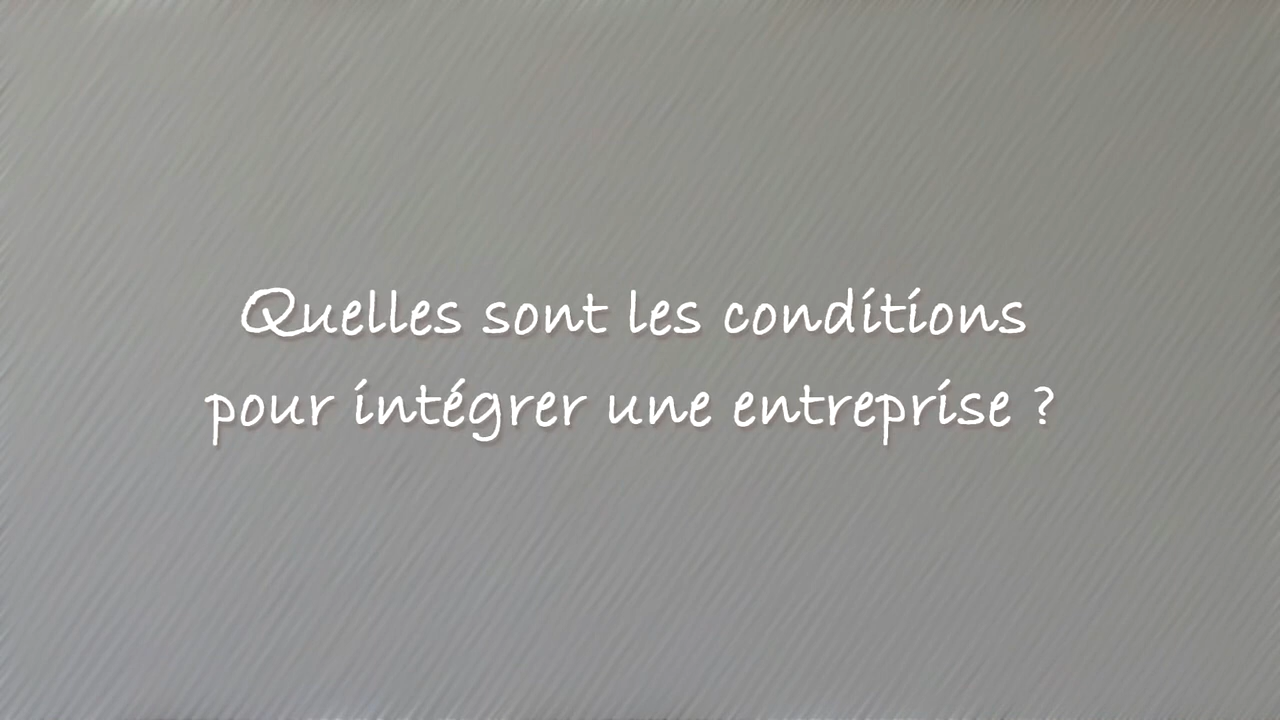 Quelles sont les conditions
pour intégrer une entreprise ?